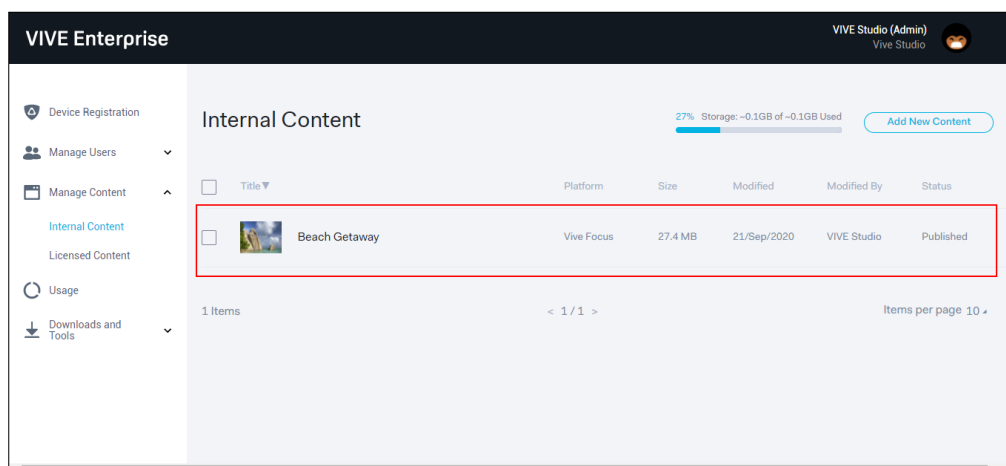 VIVE Enterprise
VIVE Studio (Admin)
Vive Studio
Device Registration
Manage Users
Manage Content
Internal Content
Licensed Content
Usage
Downloads and
Tools
Internal Content
27% Storage: ~0.1GB of ~0.1GB Used
Add New Content
Title▼ Platform Size Modified Modified By Status
Beach Getaway Vive Focus 27.4 MB 21/Sep/2020 VIVE Studio Published
1 Items < 1 / 1 > Items per page 10